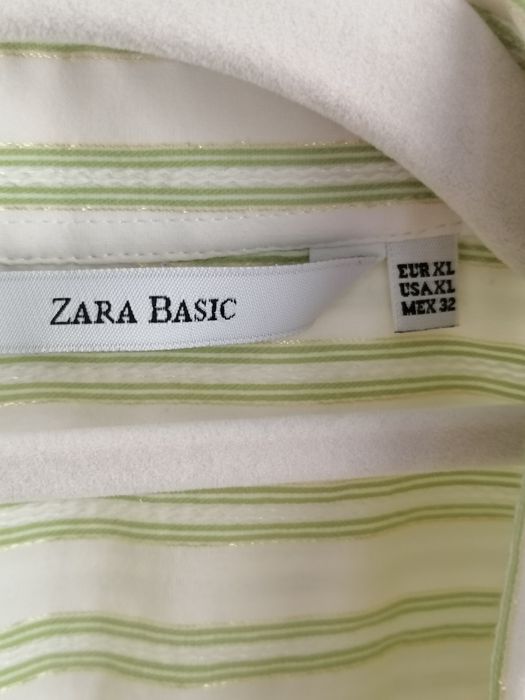 ZARA BASIC
EUR XL
USA XL
MEX 32